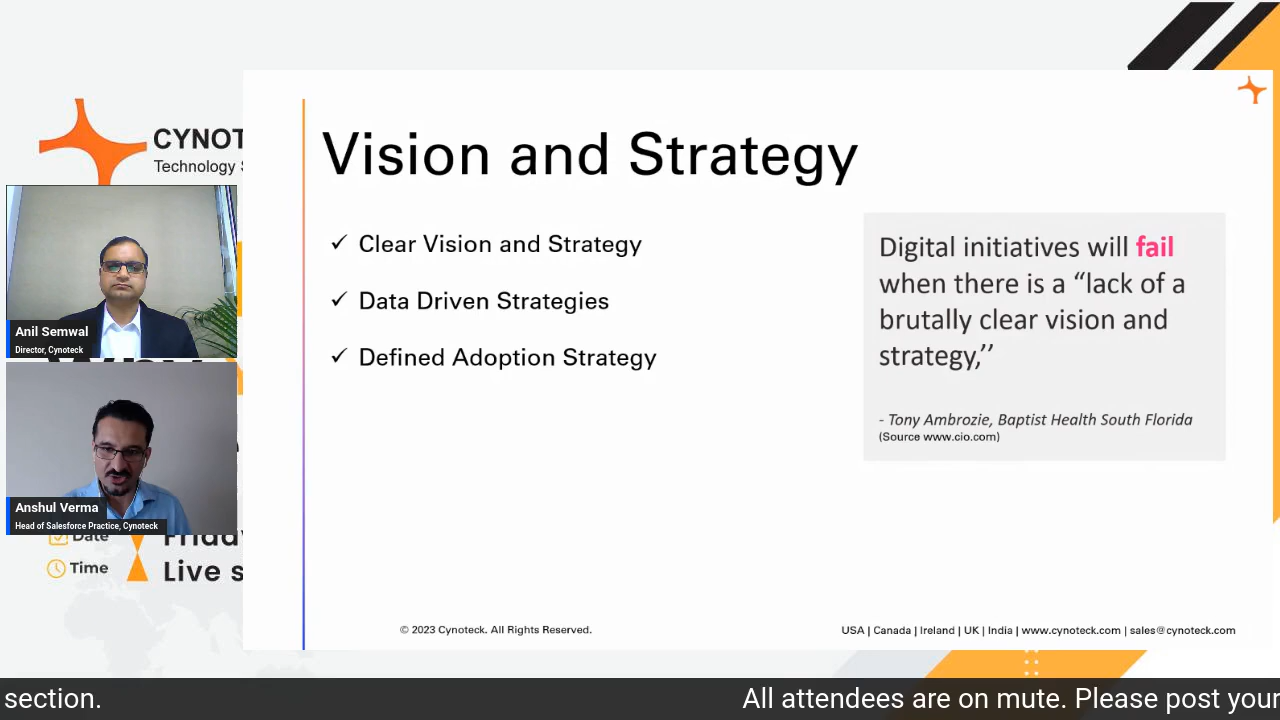 CYNOT
Technology S
Anil Semwal
Director, Cynoteck
Anshul Verma
Head of Salesforce Practice, Cynoteck
Date
Friday
Time
Live s
Vision and Strategy
✓ Clear Vision and Strategy
✓ Data Driven Strategies
✓ Defined Adoption Strategy
Digital initiatives will fail
when there is a “lack of a
brutally clear vision and
strategy,’’
- Tony Ambrozie, Baptist Health South Florida
(Source www.cio.com)
© 2023 Cynoteck. All Rights Reserved.
USA | Canada | Ireland | UK | India | www.cynoteck.com | sales@cynoteck.com
section.
All attendees are on mute. Please post your